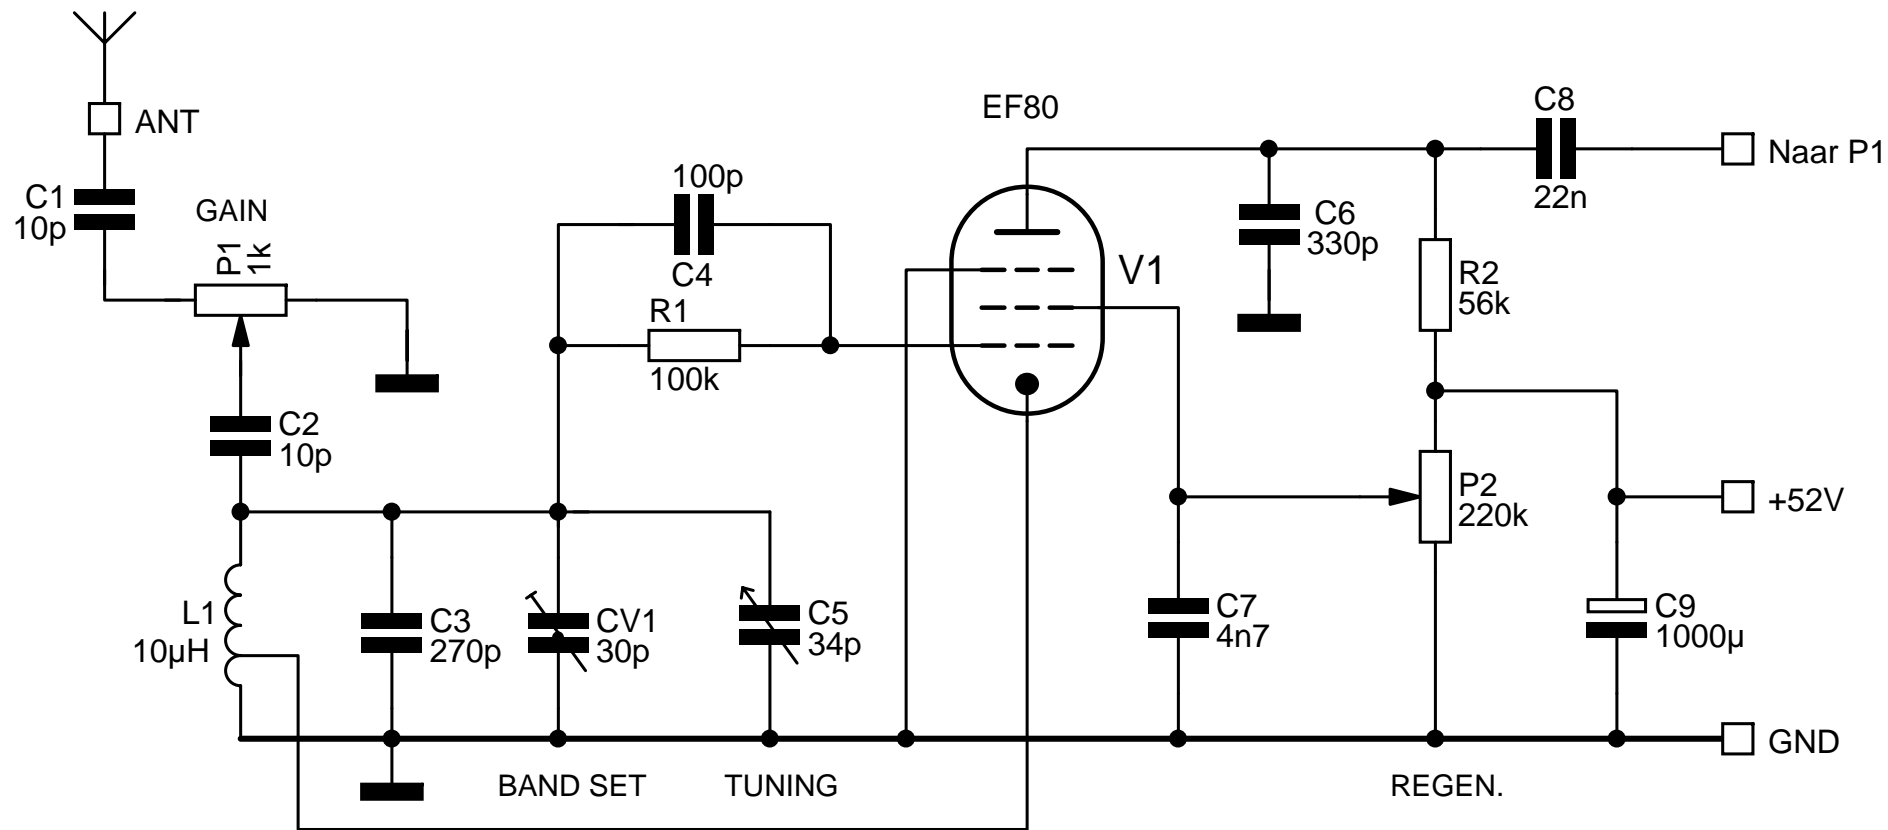 ANT
C1
10p
GAIN
P1
1k
C2
10p
L1
10µH
C3
270p
CV1
30p
C5
34p
BAND SET
TUNING
100p
C4
R1
100k
EF80
V1
C6
330p
C8
22n
Naar P1
R2
56k
P2
220k
+52V
C7
4n7
C9
1000µ
GND
REGEN.